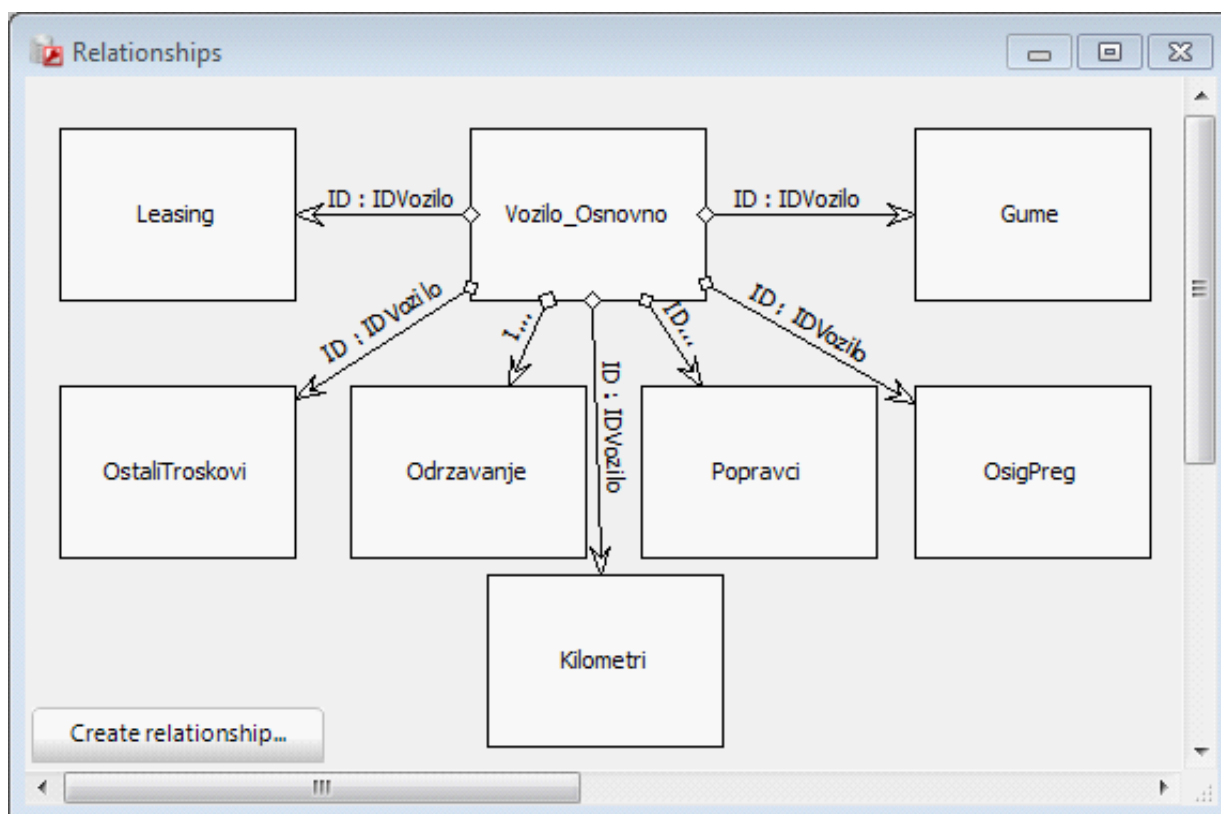 Relationships
Leasing
ID : IDVozilo
Vozilo_Osnovno
ID : IDVozilo
Gume
ID : IDVozilo
I...
ID : IDVozilo
ID...
ID : IDVozilo
OstaliTroskovi
Odrzavanje
Popravci
OsigPreg
Kilometri
Create relationship...